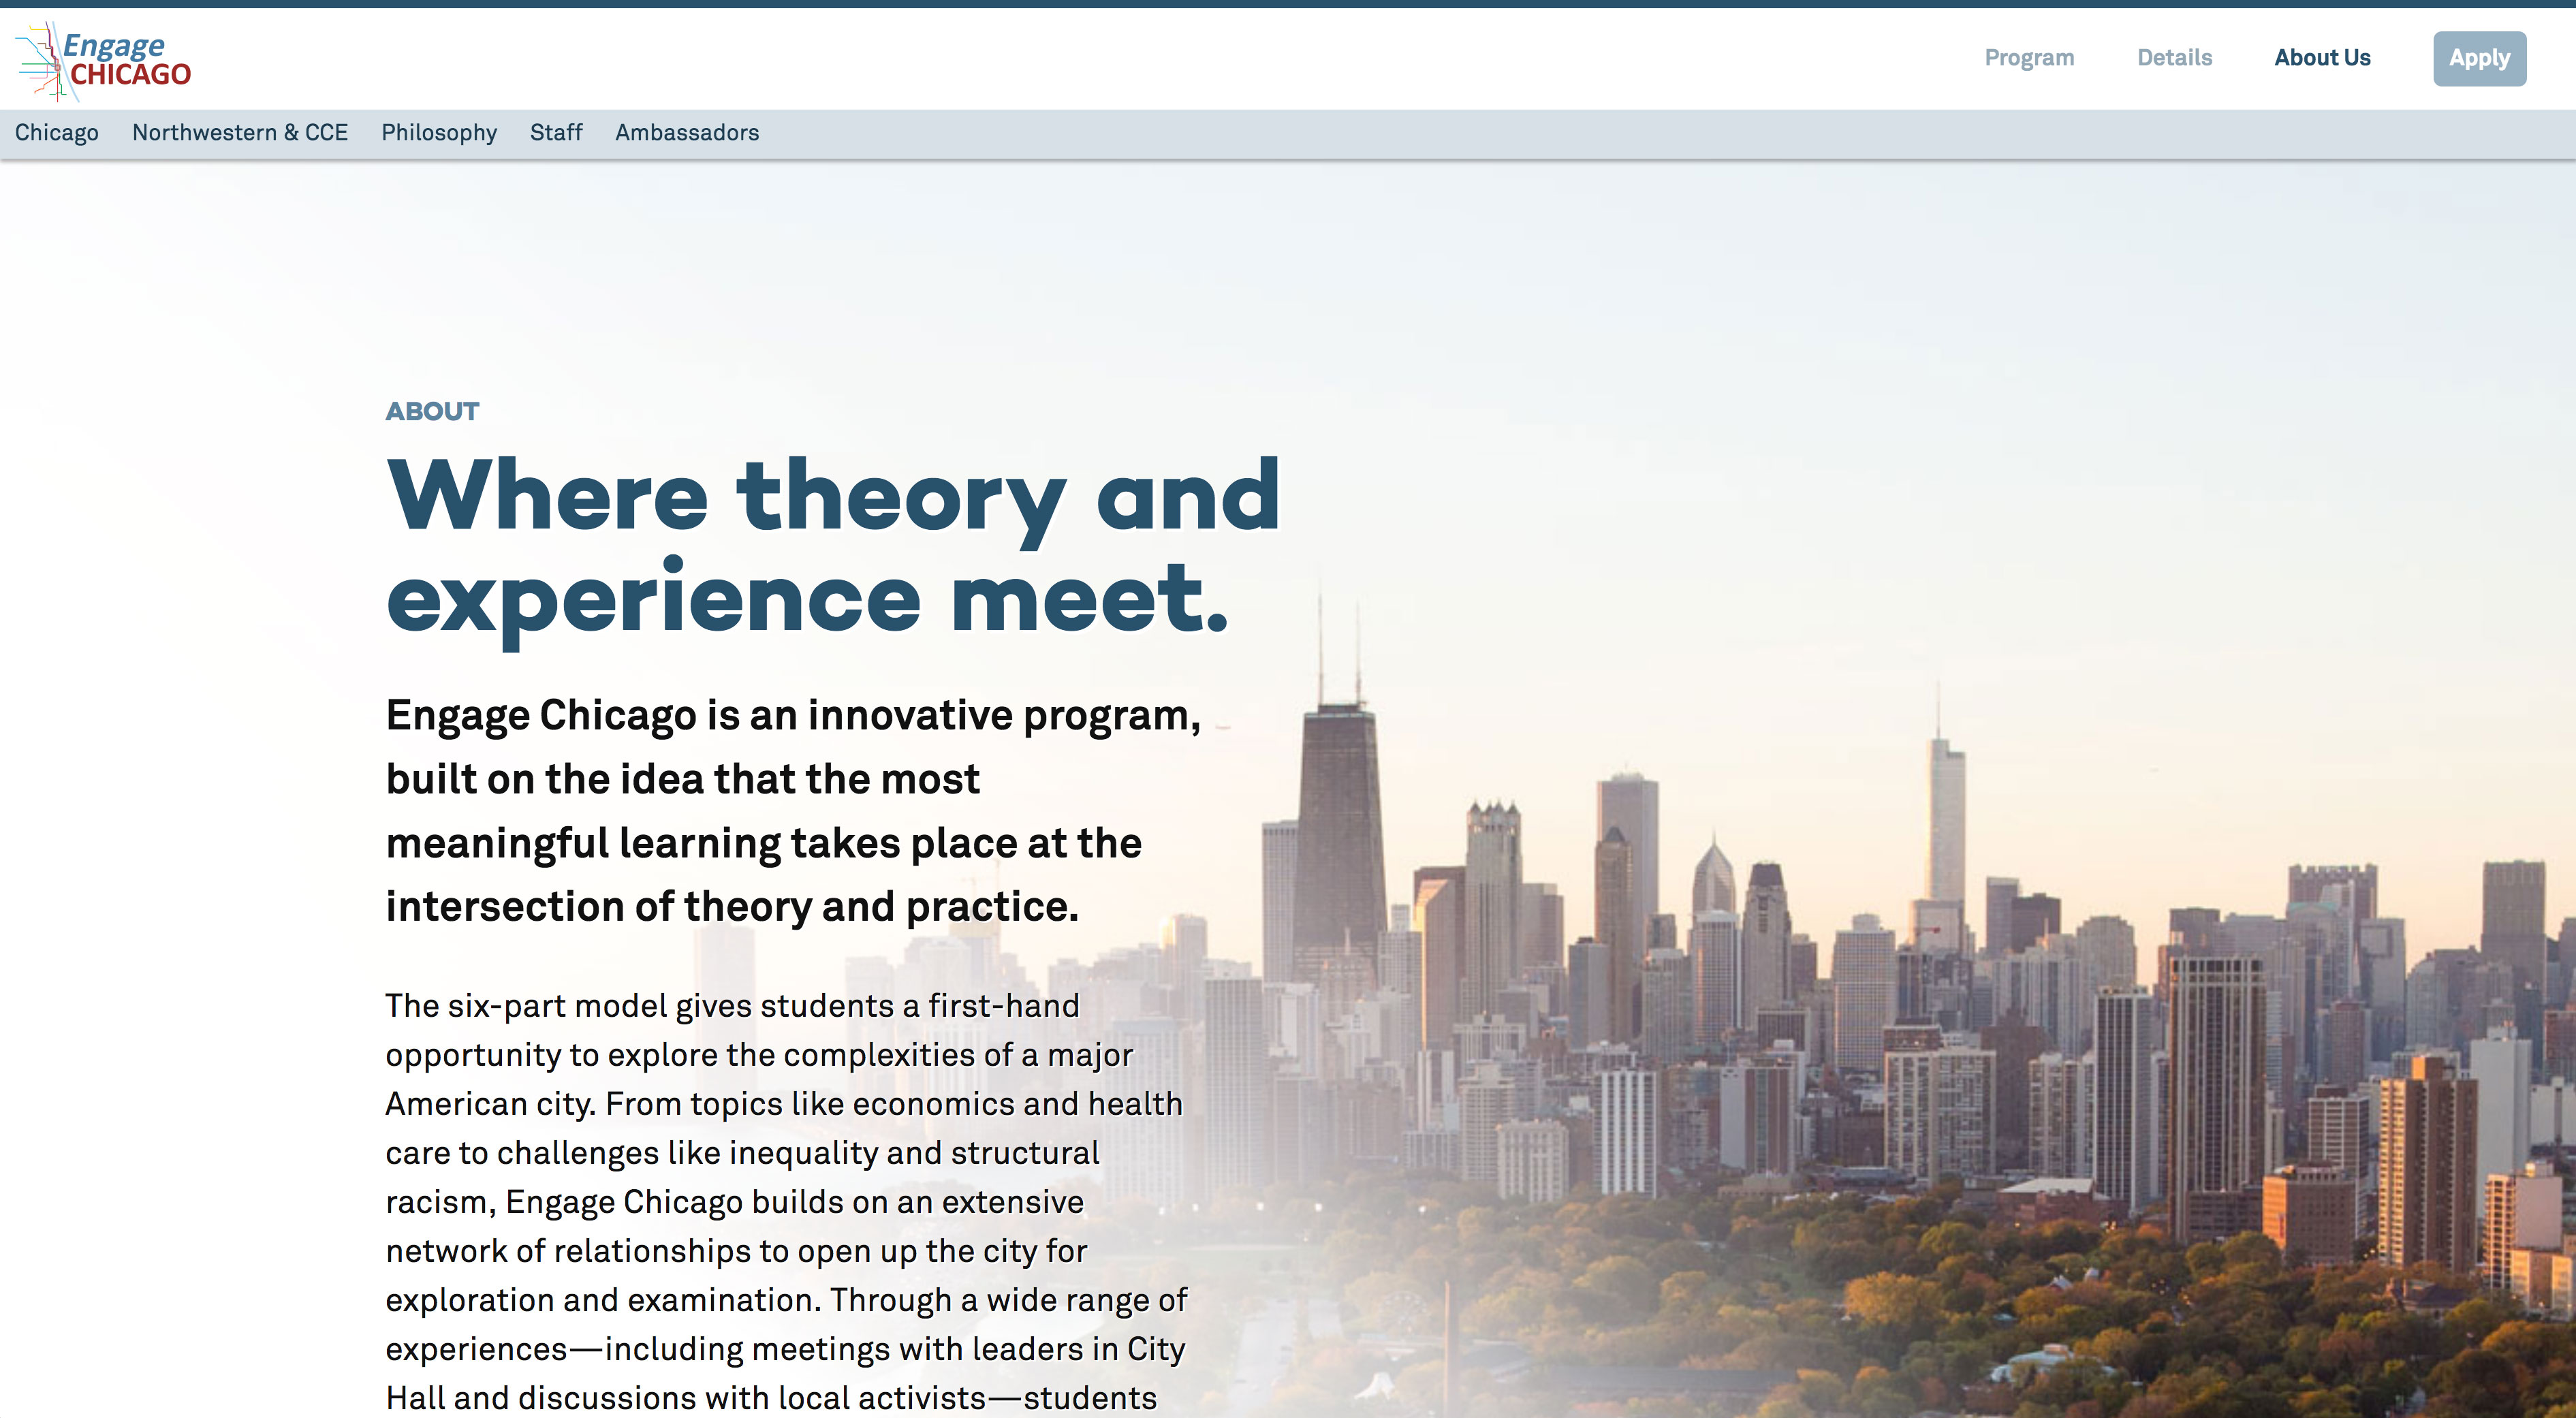 Engage
CHICAGO
Program Details About Us Apply
Chicago Northwestern & CCE Philosophy Staff Ambassadors
ABOUT
Where theory and
experience meet.
Engage Chicago is an innovative program,
built on the idea that the most
meaningful learning takes place at the
intersection of theory and practice.
The six-part model gives students a first-hand
opportunity to explore the complexities of a major
American city. From topics like economics and health
care to challenges like inequality and structural
racism, Engage Chicago builds on an extensive
network of relationships to open up the city for
exploration and examination. Through a wide range of
experiences—including meetings with leaders in City
Hall and discussions with local activists—students